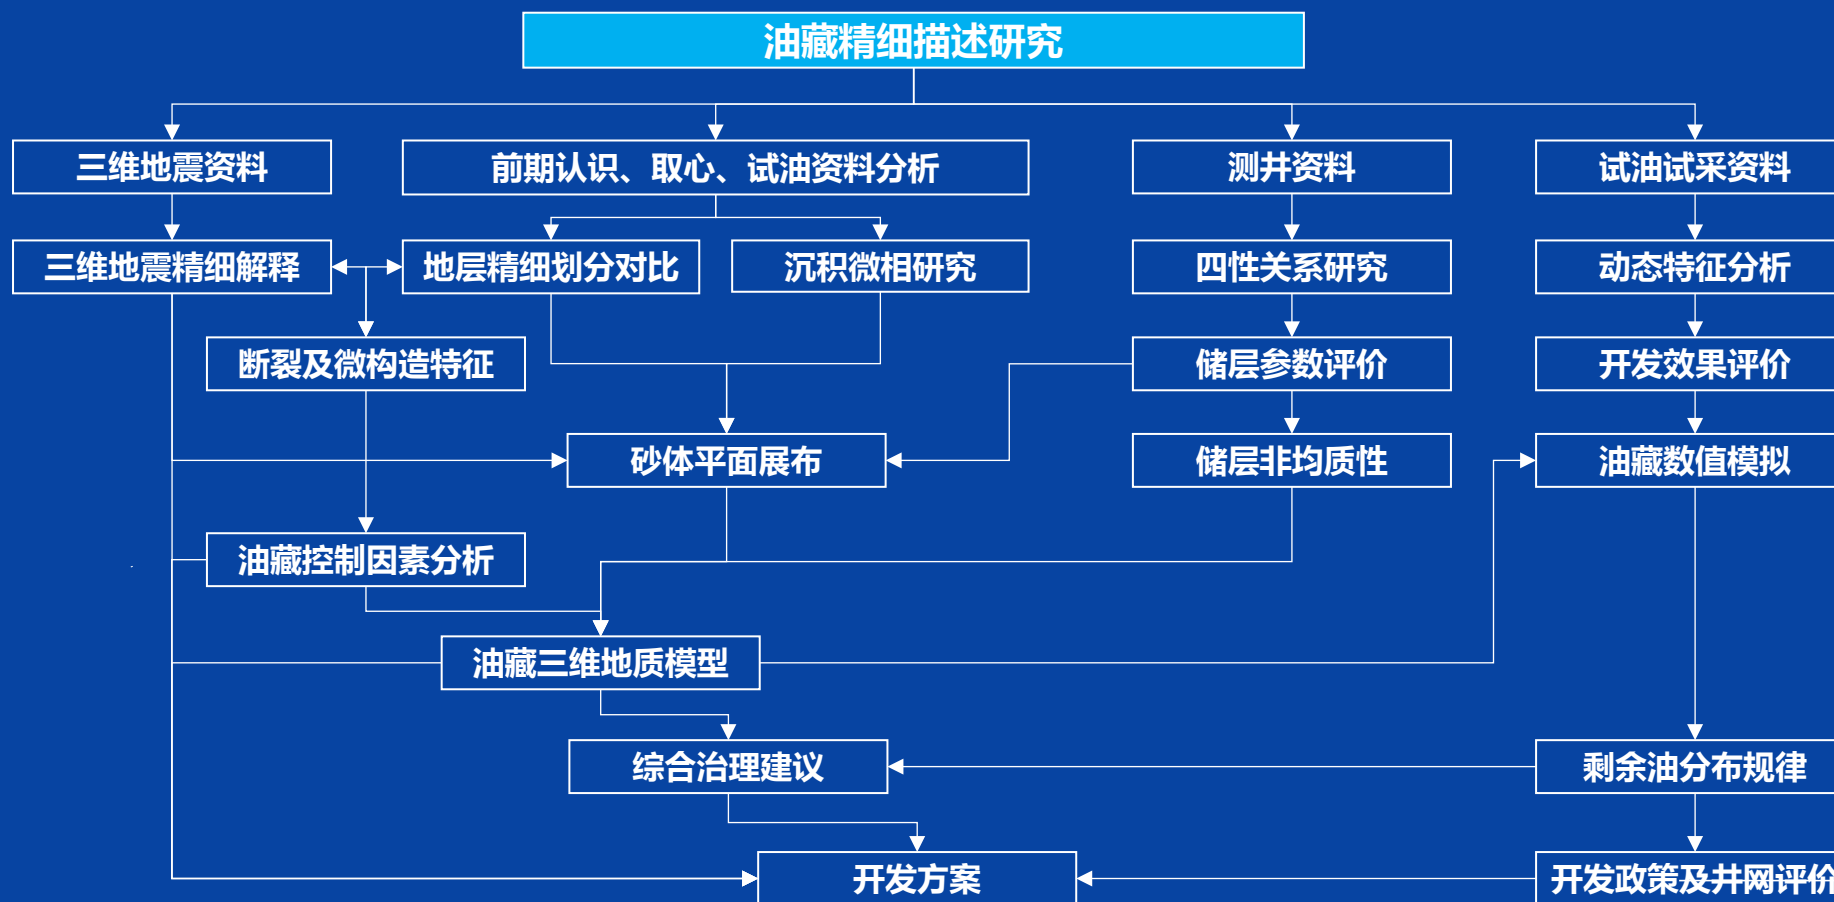 油藏精细描述研究
三维地震资料
前期认识、取心、试油资料分析
测井资料
试油试采资料
三维地震精细解释
地层精细划分对比
沉积微相研究
四性关系研究
动态特征分析
断裂及微构造特征
储层参数评价
开发效果评价
砂体平面展布
储层非均质性
油藏数值模拟
油藏控制因素分析
油藏三维地质模型
综合治理建议
剩余油分布规律
开发方案
开发政策及井网评价